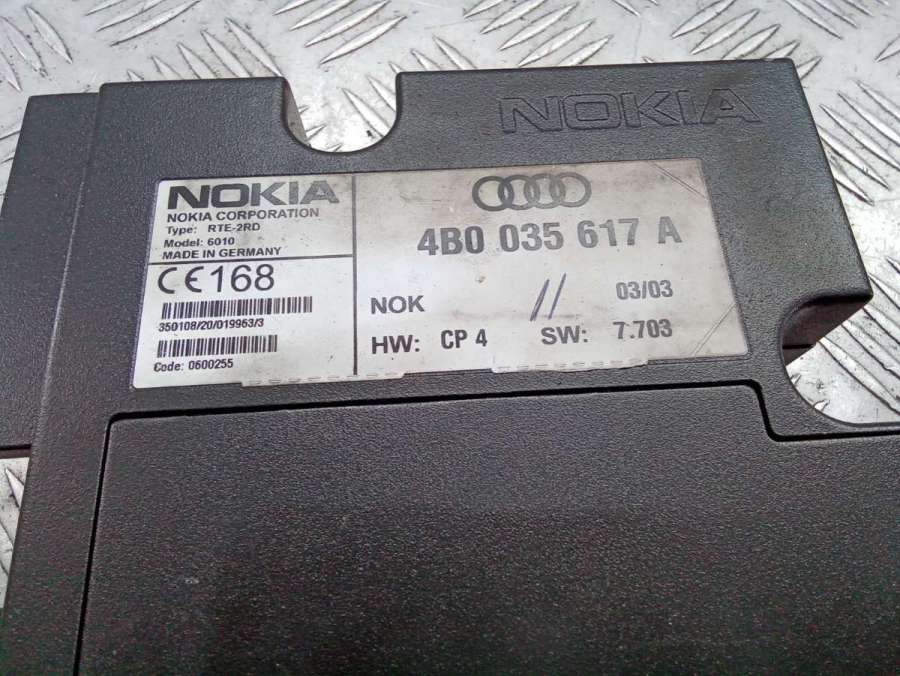 NOKIA
NOKIA
NOKIA CORPORATION
Type: RTE-2RD
Model: 6010
MADE IN GERMANY
CE168
350108/20/019963/3
Code: 0600255
4B0 035 617 A
NOK 11 03/03
HW: CP 4 SW: 7.703